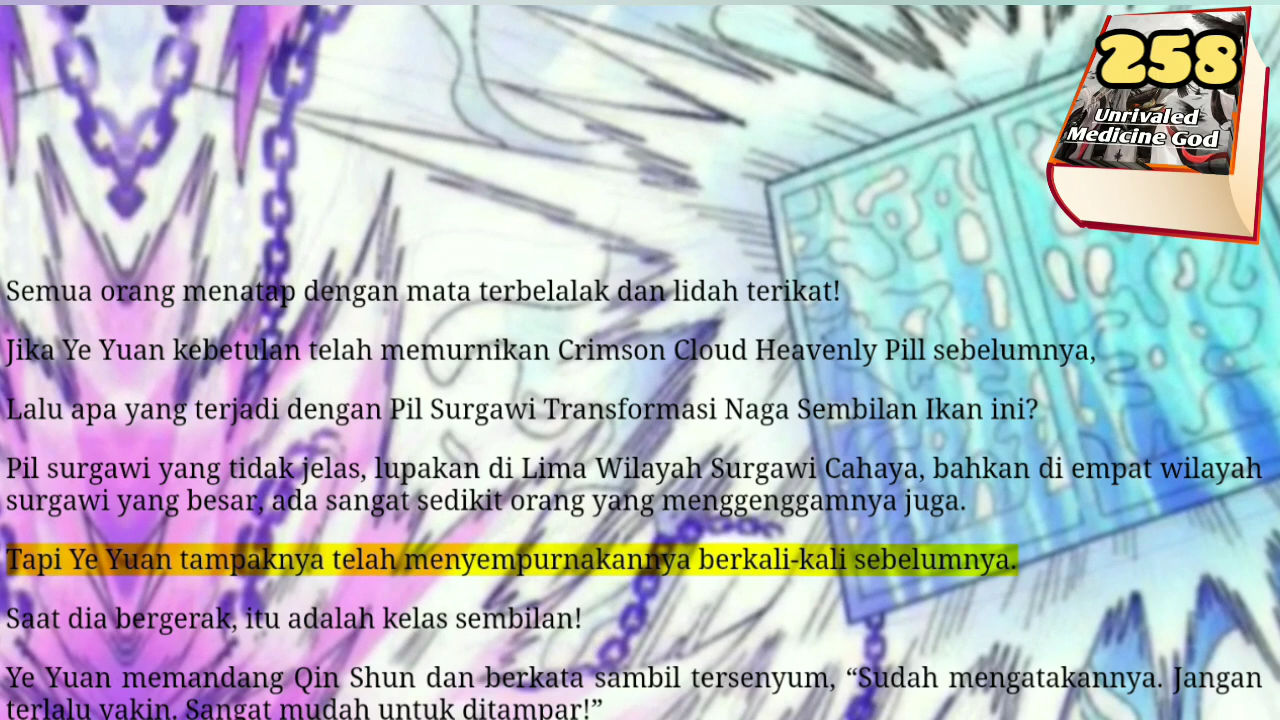 258
Unrivaled
Medicine God
Semua orang menatap dengan mata terbelalak dan lidah terikat!
Jika Ye Yuan kebetulan telah memurnikan Crimson Cloud Heavenly Pill sebelumnya,
Lalu apa yang terjadi dengan Pil Surgawi Transformasi Naga Sembilan Ikan ini?
Pil surgawi yang tidak jelas, lupakan di Lima Wilayah Surgawi Cahaya, bahkan di empat wilayah
surgawi yang besar, ada sangat sedikit orang yang menggenggamnya juga.
Tapi Ye Yuan tampaknya telah menyempurnakannya berkali-kali sebelumnya.
Saat dia bergerak, itu adalah kelas sembilan!
Ye Yuan memandang Qin Shun dan berkata sambil tersenyum, “Sudah mengatakannya. Jangan
terlalu yakin. Sangat mudah untuk ditampar!”